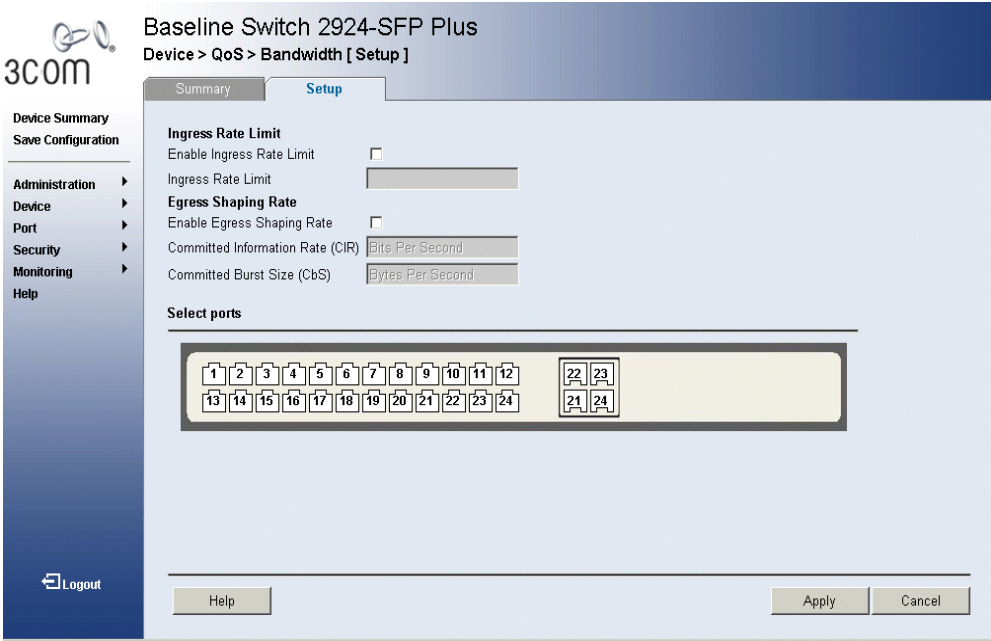 3COM
Baseline Switch 2924-SFP Plus
Device > QoS > Bandwidth [ Setup ]
Summary Setup
Device Summary
Save Configuration
Administration
Device
Port
Security
Monitoring
Help
Logout
Ingress Rate Limit
Enable Ingress Rate Limit
Ingress Rate Limit
Egress Shaping Rate
Enable Egress Shaping Rate
Committed Information Rate (CIR) Bits Per Second
Committed Burst Size (CbS) Bytes Per Second
Select ports
1 2 3 4 5 6 7 8 9 10 11 12 22 23
13 14 15 16 17 18 19 20 21 22 23 24 21 24
Help Apply Cancel